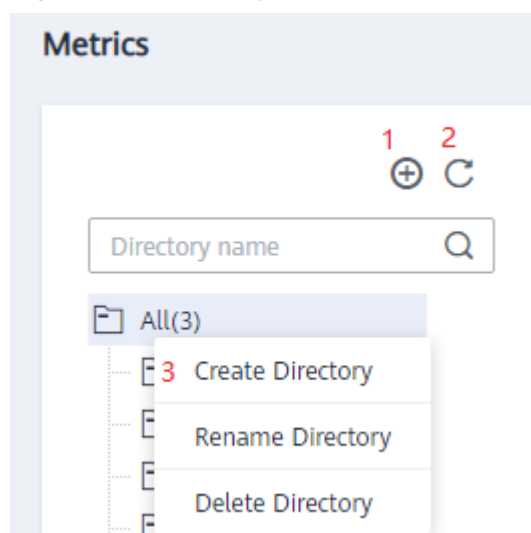 Metrics
1 2
Directory name
All(3)
3 Create Directory
Rename Directory
Delete Directory